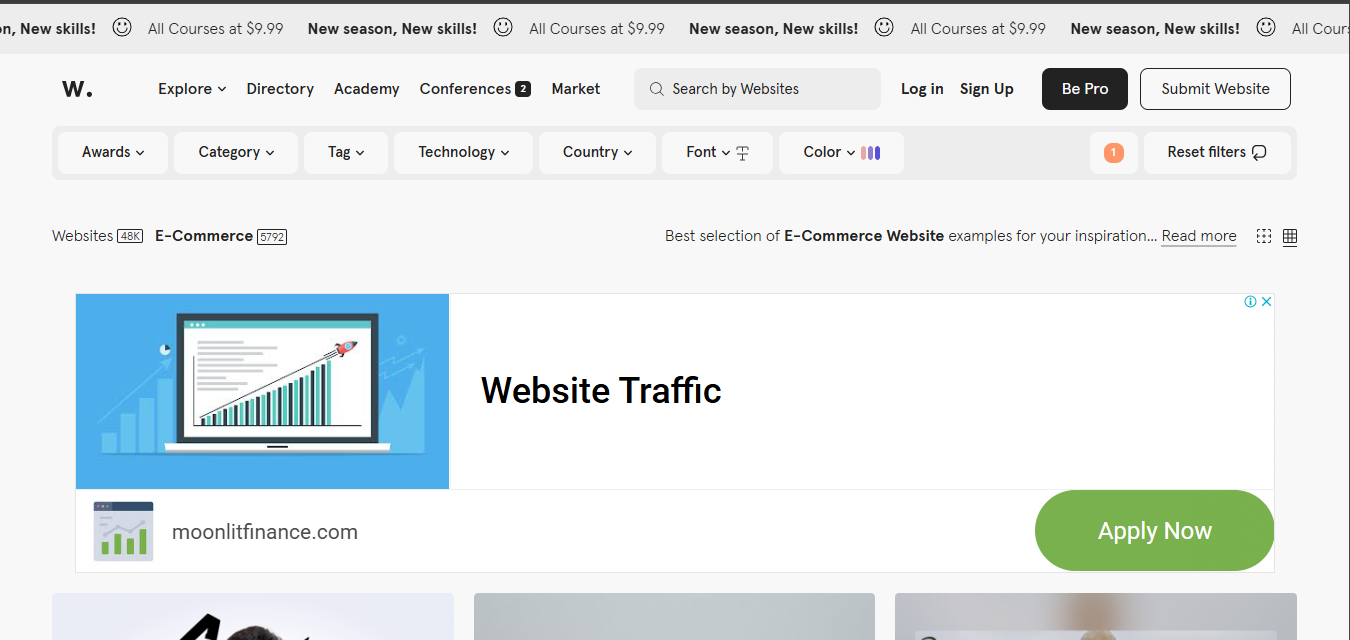 on, New skills! All Courses at $9.99 New season, New skills! All Courses at $9.99 New season, New skills! All Courses at $9.99 New season, New skills! All Cours
W. Explore Directory Academy Conferences 2 Market Search by Websites Log in Sign Up Be Pro Submit Website
Awards Category Tag Technology Country Font T Color 1 Reset filters
Websites 48K E-Commerce 5792 Best selection of E-Commerce Website examples for your inspiration... Read more
Website Traffic
moonlitfinance.com Apply Now